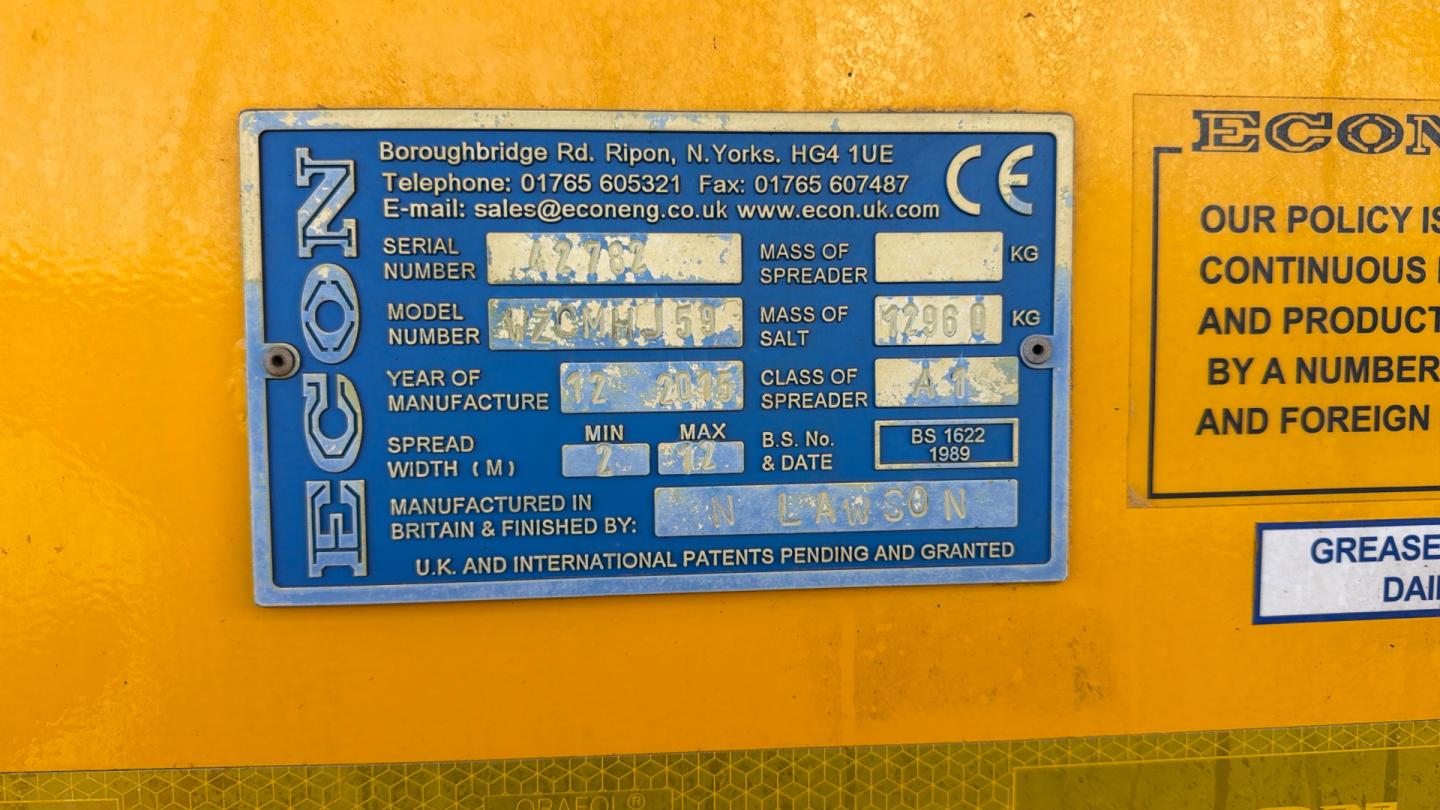 ECON
Boroughbridge Rd. Ripon, N.Yorks. HG4 1UE
Telephone: 01765 605321 Fax: 01765 607487
E-mail: sales@econeng.co.uk www.econ.uk.com
CE
SERIAL NUMBER 42782
MASS OF SPREADER KG
MODEL NUMBER WZCMHJ59
MASS OF SALT 12960 KG
YEAR OF MANUFACTURE 12 2015
CLASS OF SPREADER A1
SPREAD WIDTH (M) MIN 2 MAX 12
B.S. No. & DATE BS 1622 1989
MANUFACTURED IN BRITAIN & FINISHED BY: N LAWSON
U.K. AND INTERNATIONAL PATENTS PENDING AND GRANTED
ECON
OUR POLICY IS
CONTINUOUS
AND PRODUCT
BY A NUMBER
AND FOREIGN
GREASE
DAI
ORAFOL®